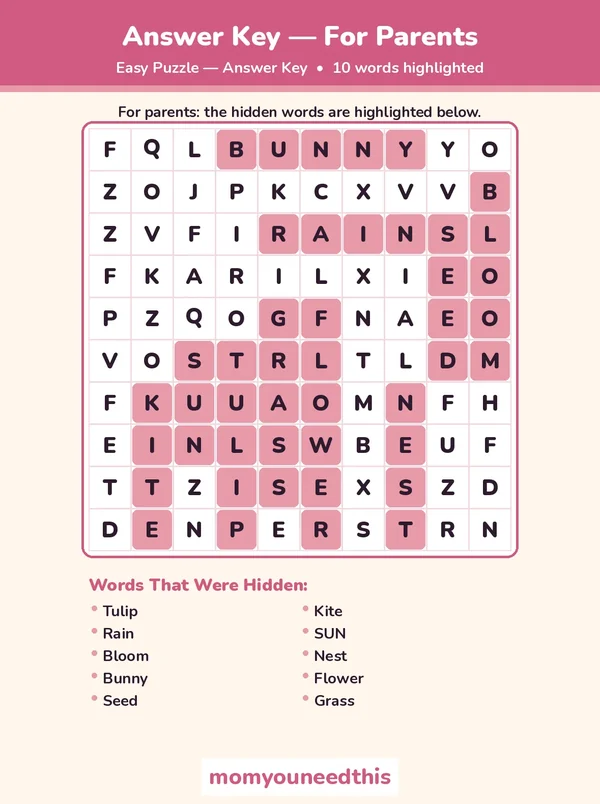 Answer Key — For Parents
Easy Puzzle — Answer Key • 10 words highlighted
For parents: the hidden words are highlighted below.
F Q L B U N N Y Y O
Z O J P K C X V V B
Z V F I R A I N S L
F K A R I L X I E O
P Z Q O G F N A E O
V O S T R L T L D M
F K U U A O M N F H
E I N L S W B E U F
T T Z I S E X S Z D
D E N P E R S T R N
Words That Were Hidden:
• Tulip
• Rain
• Bloom
• Bunny
• Seed
• Kite
• SUN
• Nest
• Flower
• Grass
momyouneedthis